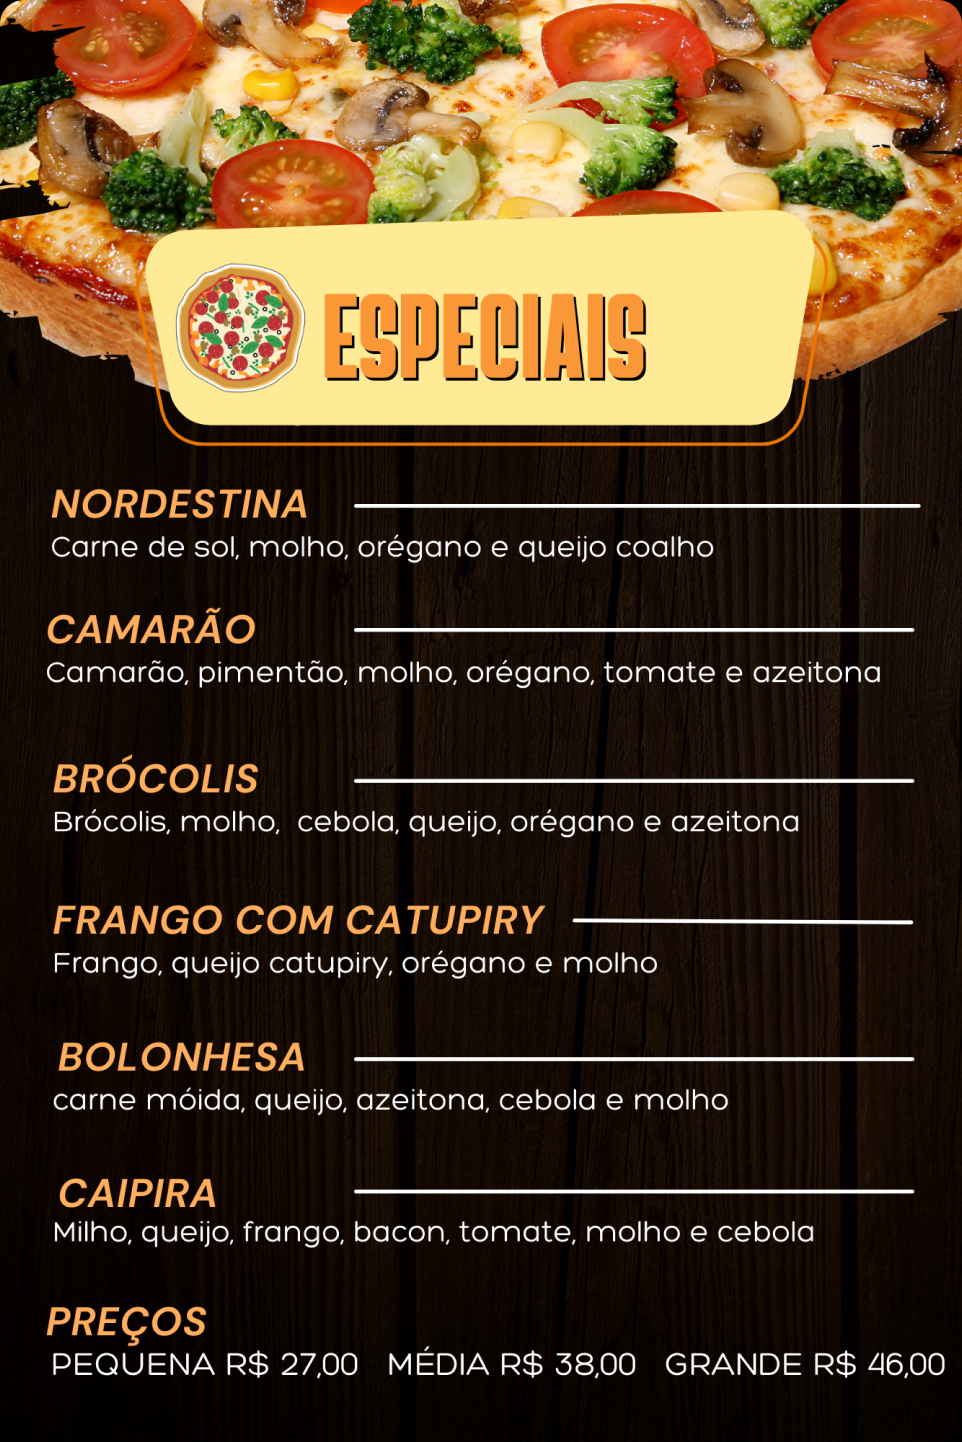 ESPECIAIS
NORDESTINA
Carne de sol, molho, orégano e queijo coalho
CAMARÃO
Camarão, pimentão, molho, orégano, tomate e azeitona
BRÓCOLIS
Brócolis, molho, cebola, queijo, orégano e azeitona
FRANGO COM CATUPIRY
Frango, queijo catupiry, orégano e molho
BOLONHESA
carne móida, queijo, azeitona, cebola e molho
CAIPIRA
Milho, queijo, frango, bacon, tomate, molho e cebola
PREÇOS
PEQUENA R$ 27,00 MÉDIA R$ 38,00 GRANDE R$ 46,00